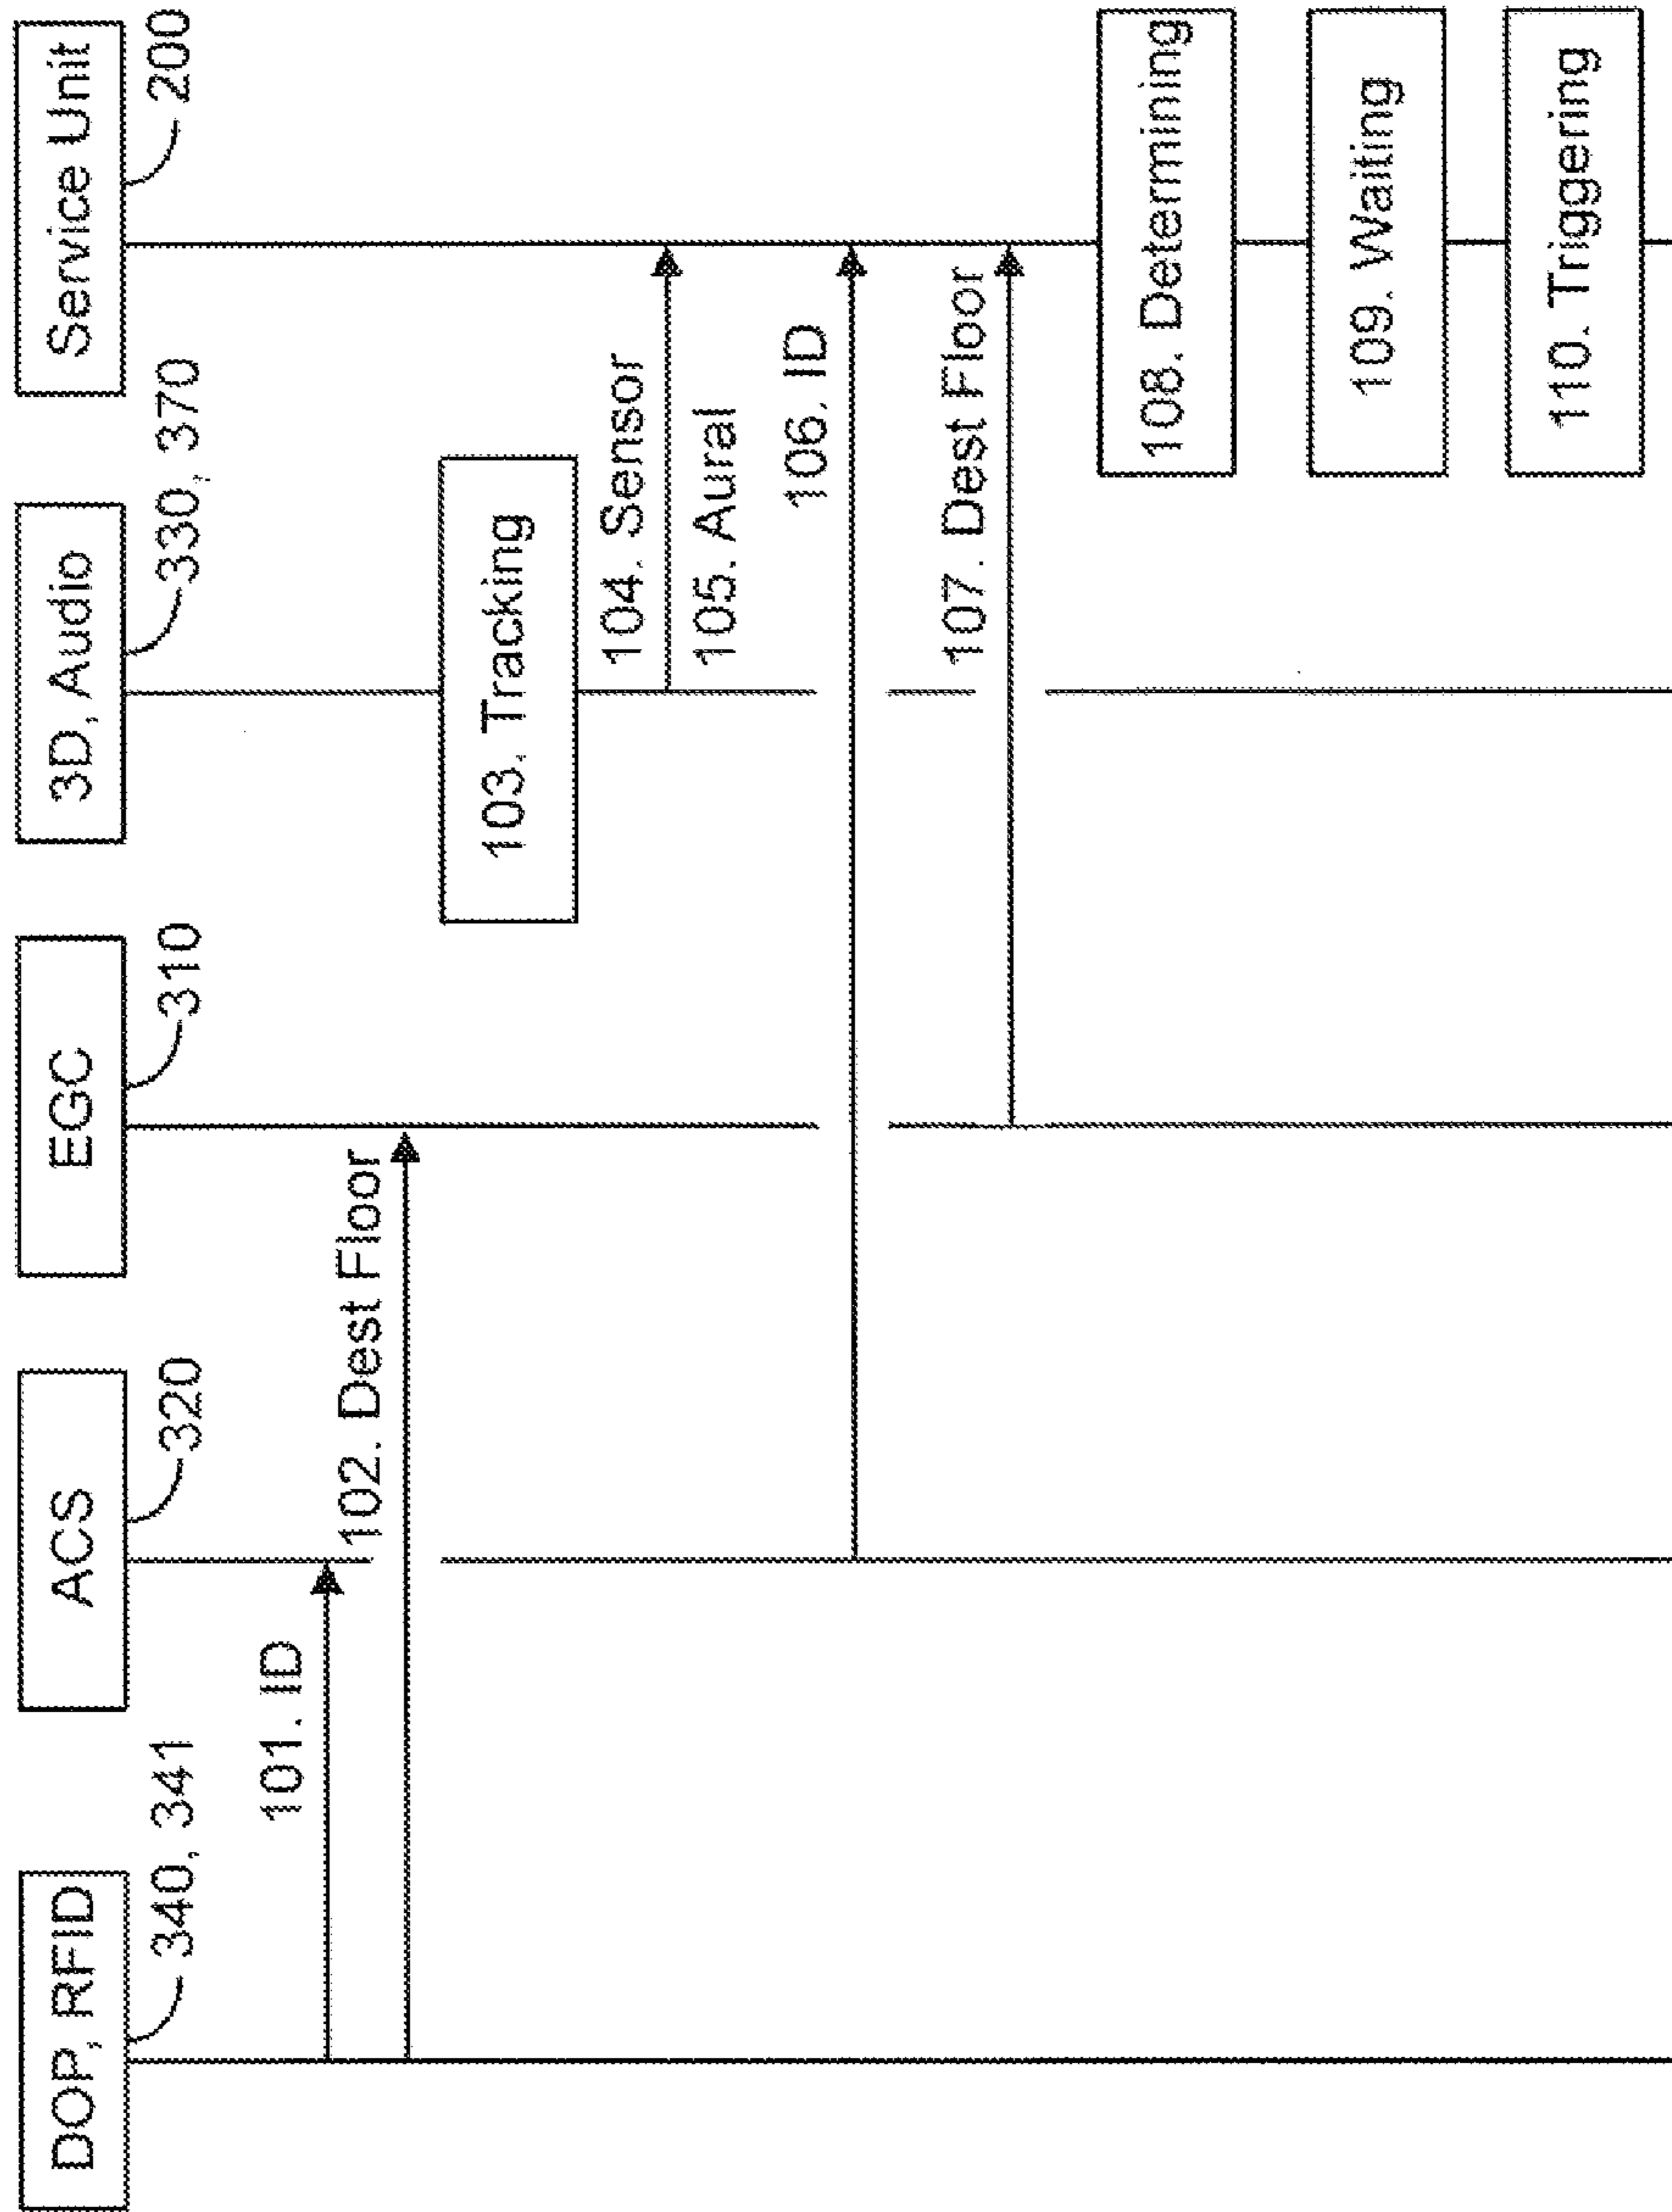 DOP, RFID
340, 341
ACS
320
EGC
310
3D, Audio
330, 370
Service Unit
200
101. ID
102. Dest Floor
103. Tracking
104. Sensor
105. Aural
106. ID
107. Dest Floor
108. Determining
109. Waiting
110. Triggering